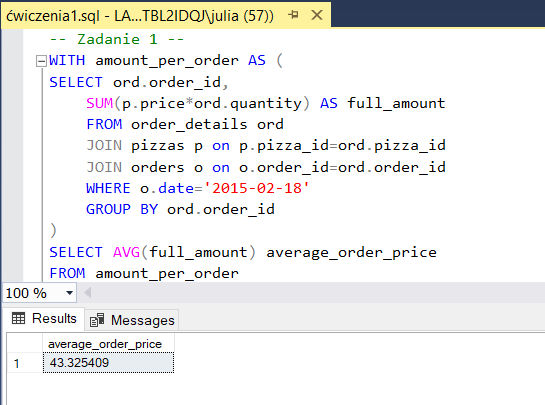 ćwiczenia1.sql - LA...TBL2IDQJ\julia (57))
-- Zadanie 1 --
WITH amount_per_order AS (
SELECT ord.order_id,
SUM(p.price*ord.quantity) AS full_amount
FROM order_details ord
JOIN pizzas p on p.pizza_id=ord.pizza_id
JOIN orders o on o.order_id=ord.order_id
WHERE o.date='2015-02-18'
GROUP BY ord.order_id
)
SELECT AVG(full_amount) average_order_price
FROM amount_per_order
100 %
Results Messages
average_order_price
1 43.325409